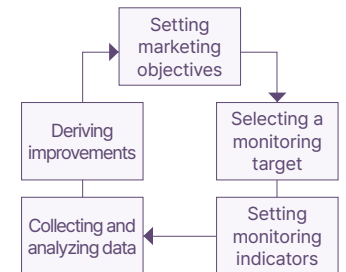 Setting
marketing
objectives
Selecting a
monitoring
target
Setting
monitoring
indicators
Collecting and
analyzing data
Deriving
improvements